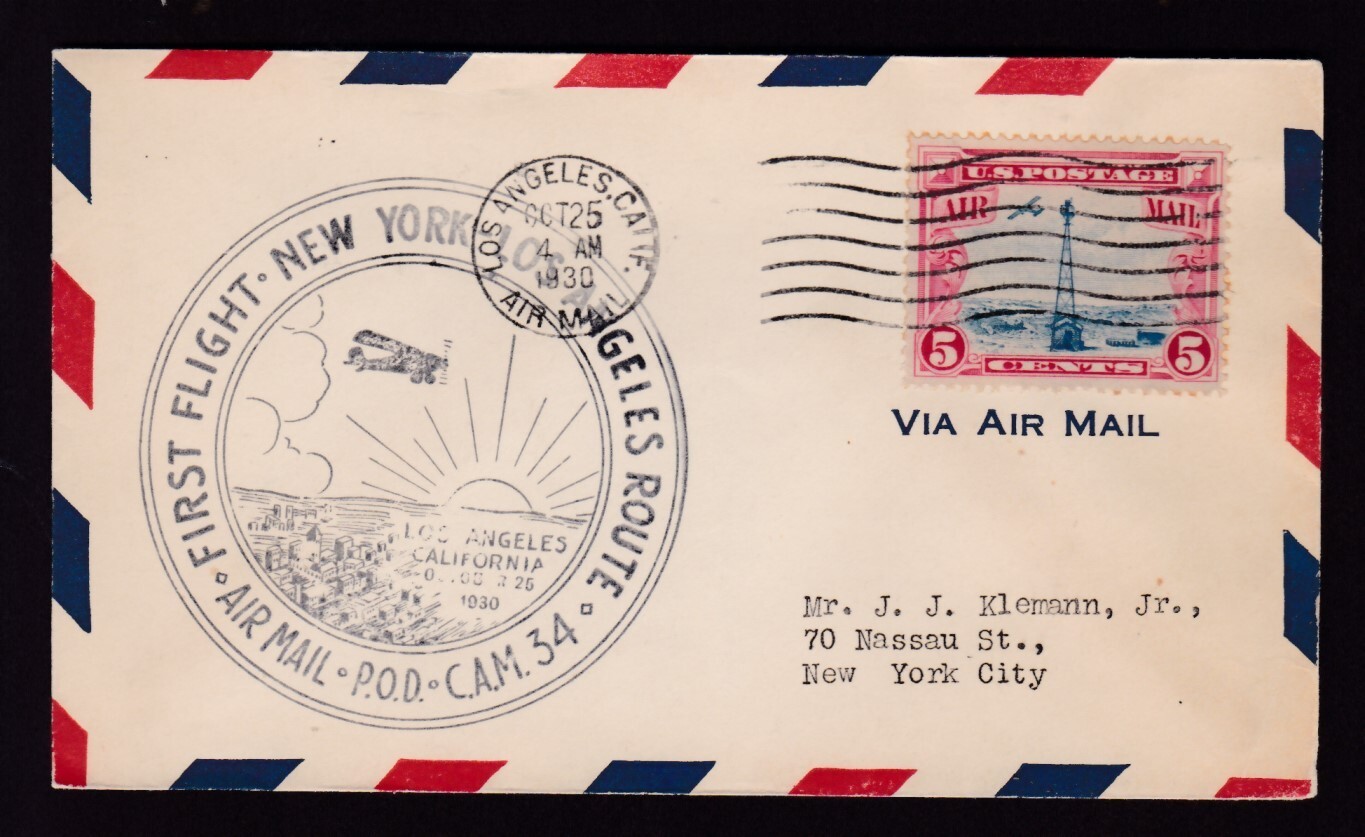 FIRST FLIGHT · NEW YORK LOS ANGELES ROUTE
AIR MAIL · P.O.D. · C.A.M. 34
LOS ANGELES
CALIFORNIA
25
1930
LOS ANGELES, CALIF.
OCT 25
4 AM
1930
AIR MAIL
U.S. POSTAGE
AIR MAIL
5 CENTS 5
VIA AIR MAIL
Mr. J. J. Klemann, Jr.,
70 Nassau St.,
New York City